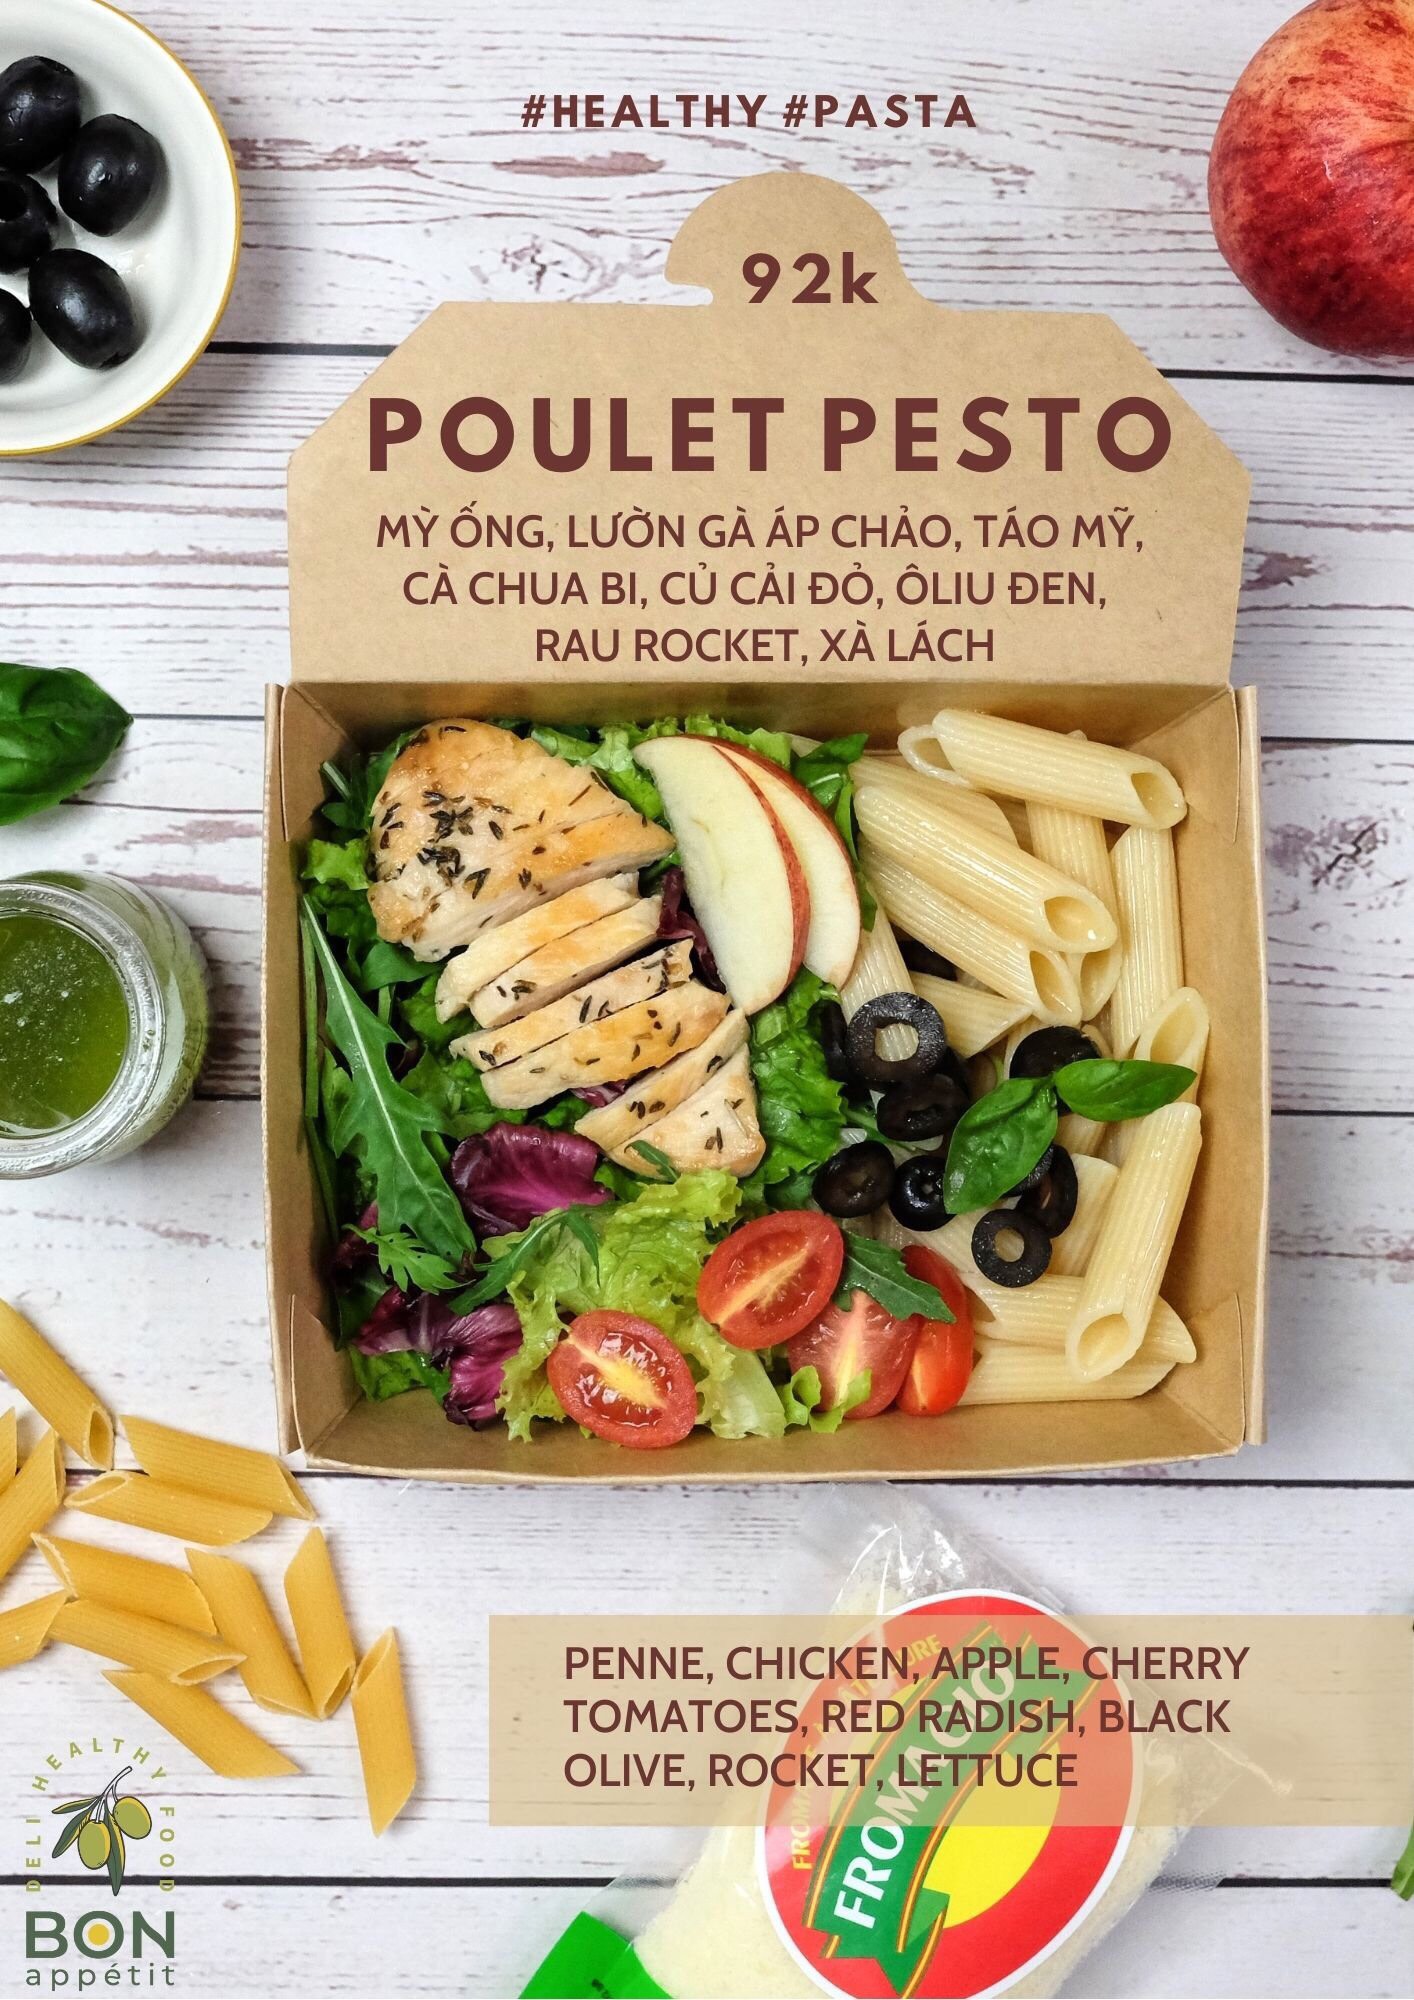 #HEALTHY #PASTA
92k
POULET PESTO
MỲ ỐNG, LƯỜN GÀ ÁP CHẢO, TÁO MỸ,
CÀ CHUA BI, CỦ CẢI ĐỎ, ÔLIU ĐEN,
RAU ROCKET, XÀ LÁCH
PENNE, CHICKEN, APPLE, CHERRY
TOMATOES, RED RADISH, BLACK
OLIVE, ROCKET, LETTUCE
FROMAGIO
DELI HEALTHY FOOD
BON
appétit